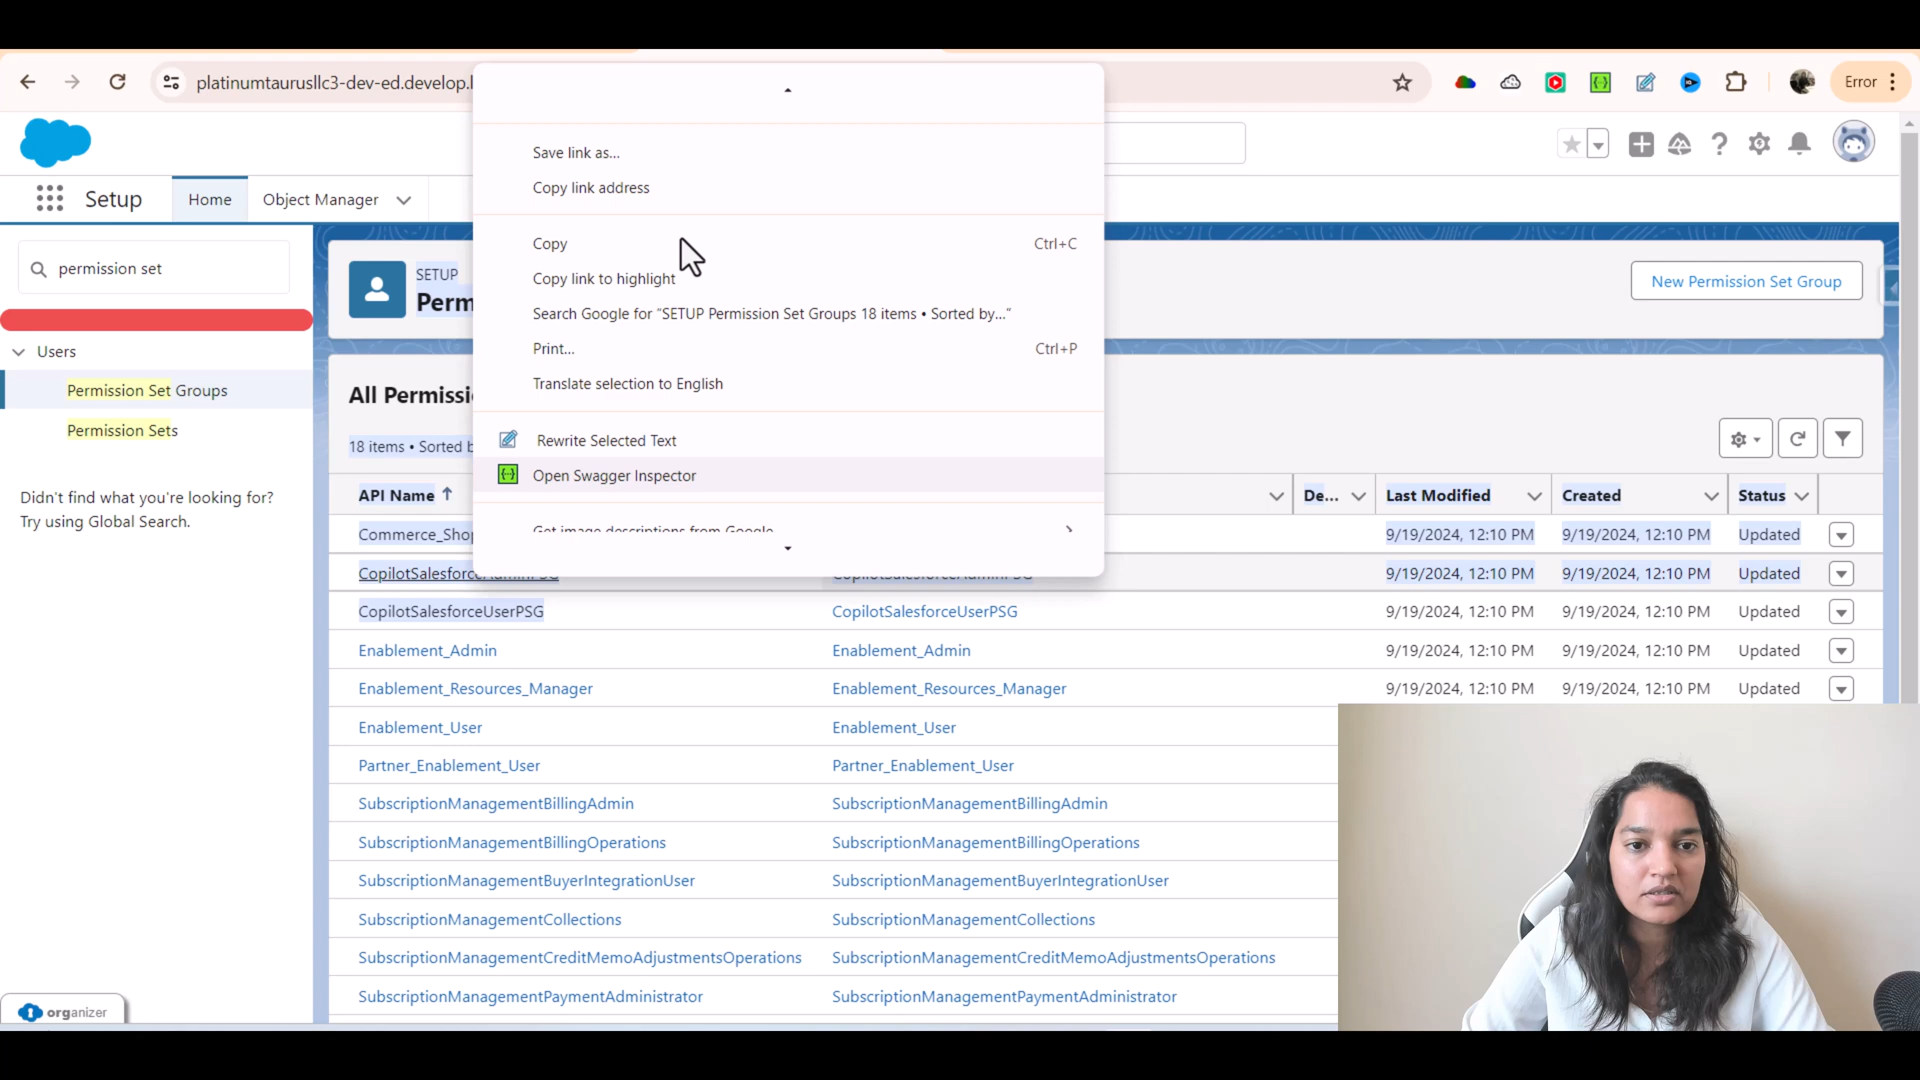 platinumtaurusllc3-dev-ed.develop.l
Error
Save link as...
Copy link address
Setup
Home
Object Manager
Copy
Ctrl+C
permission set
SETUP
Perm
Copy link to highlight
New Permission Set Group
Search Google for "SETUP Permission Set Groups 18 items • Sorted by..."
Users
Print...
Ctrl+P
Permission Set Groups
Translate selection to English
All Permissi
Permission Sets
18 items • Sorted b
Rewrite Selected Text
Open Swagger Inspector
Didn't find what you're looking for?
Try using Global Search.
API Name
De...
Last Modified
Created
Status
Get image descriptions from Google
Commerce_Shop
9/19/2024, 12:10 PM
9/19/2024, 12:10 PM
Updated
CopilotSalesforceAdminPSG
CopilotSalesforceAdminPSG
9/19/2024, 12:10 PM
9/19/2024, 12:10 PM
Updated
CopilotSalesforceUserPSG
CopilotSalesforceUserPSG
9/19/2024, 12:10 PM
9/19/2024, 12:10 PM
Updated
Enablement_Admin
Enablement_Admin
9/19/2024, 12:10 PM
9/19/2024, 12:10 PM
Updated
Enablement_Resources_Manager
Enablement_Resources_Manager
9/19/2024, 12:10 PM
9/19/2024, 12:10 PM
Updated
Enablement_User
Enablement_User
Partner_Enablement_User
Partner_Enablement_User
SubscriptionManagementBillingAdmin
SubscriptionManagementBillingAdmin
SubscriptionManagementBillingOperations
SubscriptionManagementBillingOperations
SubscriptionManagementBuyerIntegrationUser
SubscriptionManagementBuyerIntegrationUser
SubscriptionManagementCollections
SubscriptionManagementCollections
SubscriptionManagementCreditMemoAdjustmentsOperations
SubscriptionManagementCreditMemoAdjustmentsOperations
SubscriptionManagementPaymentAdministrator
SubscriptionManagementPaymentAdministrator
organizer